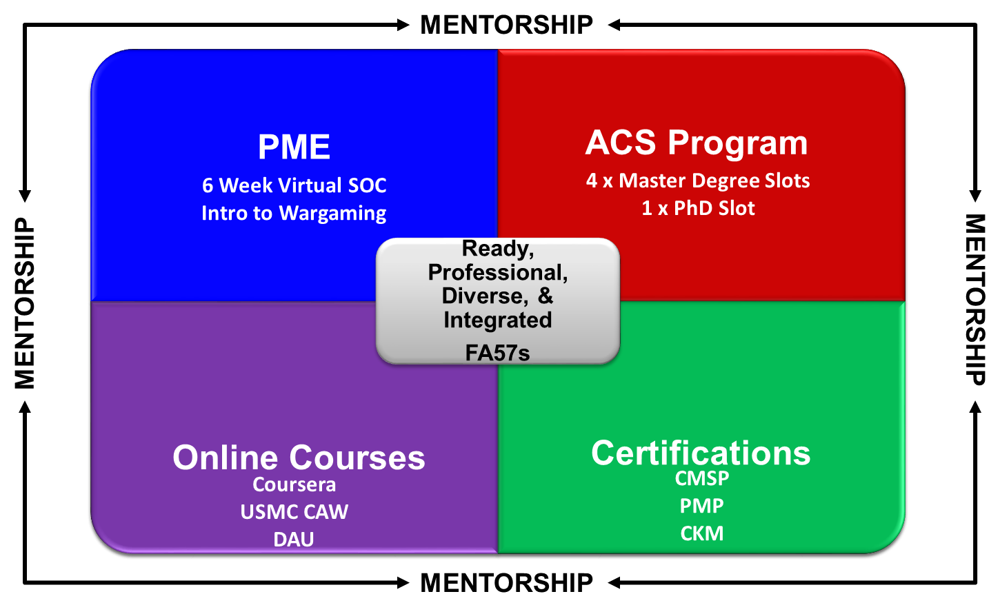 MENTORSHIP
PME
6 Week Virtual SOC
Intro to Wargaming
ACS Program
4 x Master Degree Slots
1 x PhD Slot
MENTORSHIP
Ready,
Professional,
Diverse, &
Integrated
FA57s
MENTORSHIP
Online Courses
Coursera
USMC CAW
DAU
Certifications
CMSP
PMP
CKM
MENTORSHIP